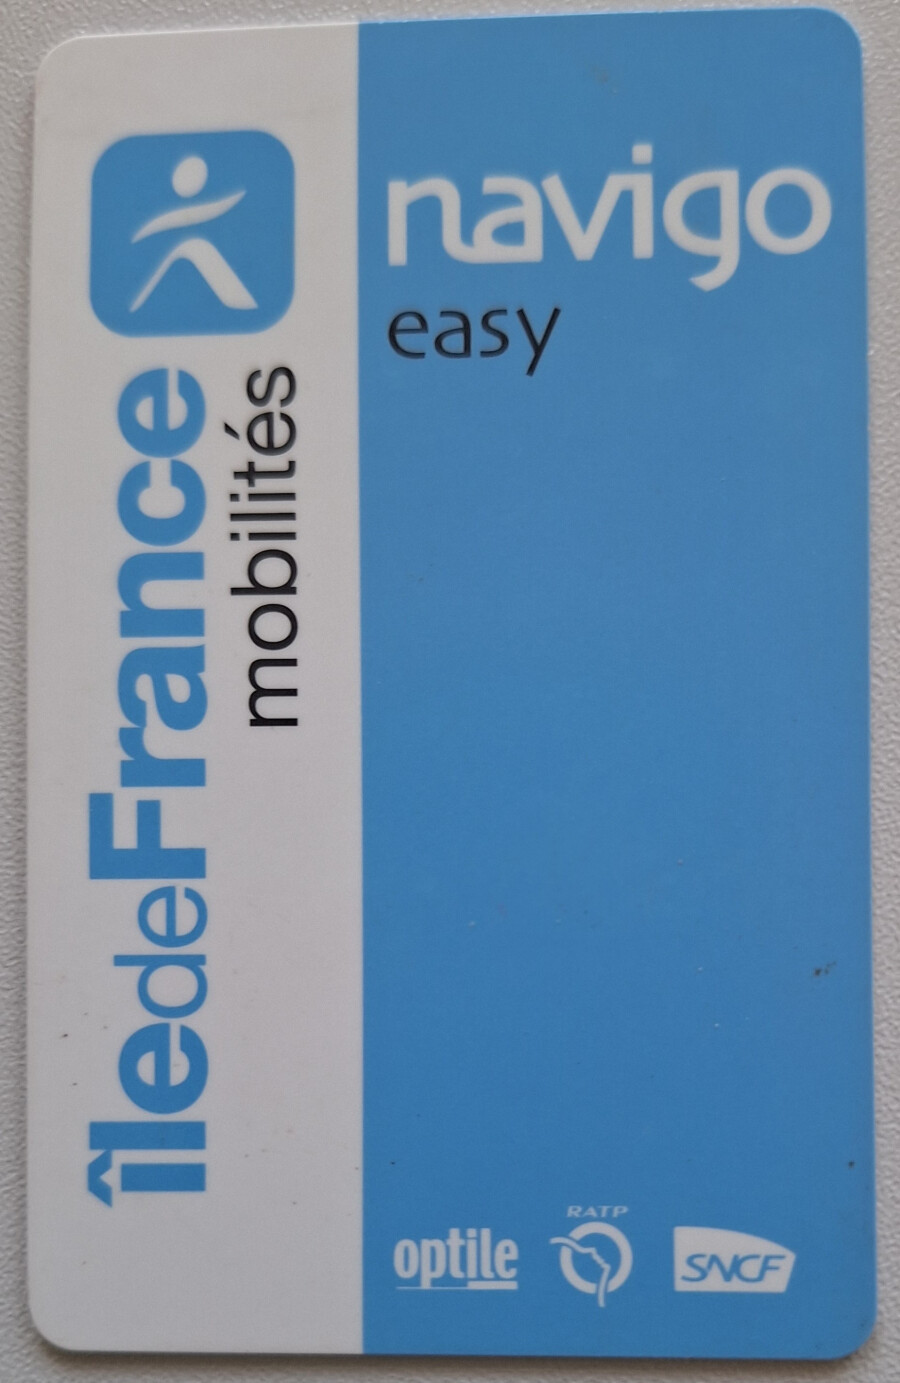 îledeFrance
mobilités
navigo
easy
optile
RATP
SNCF